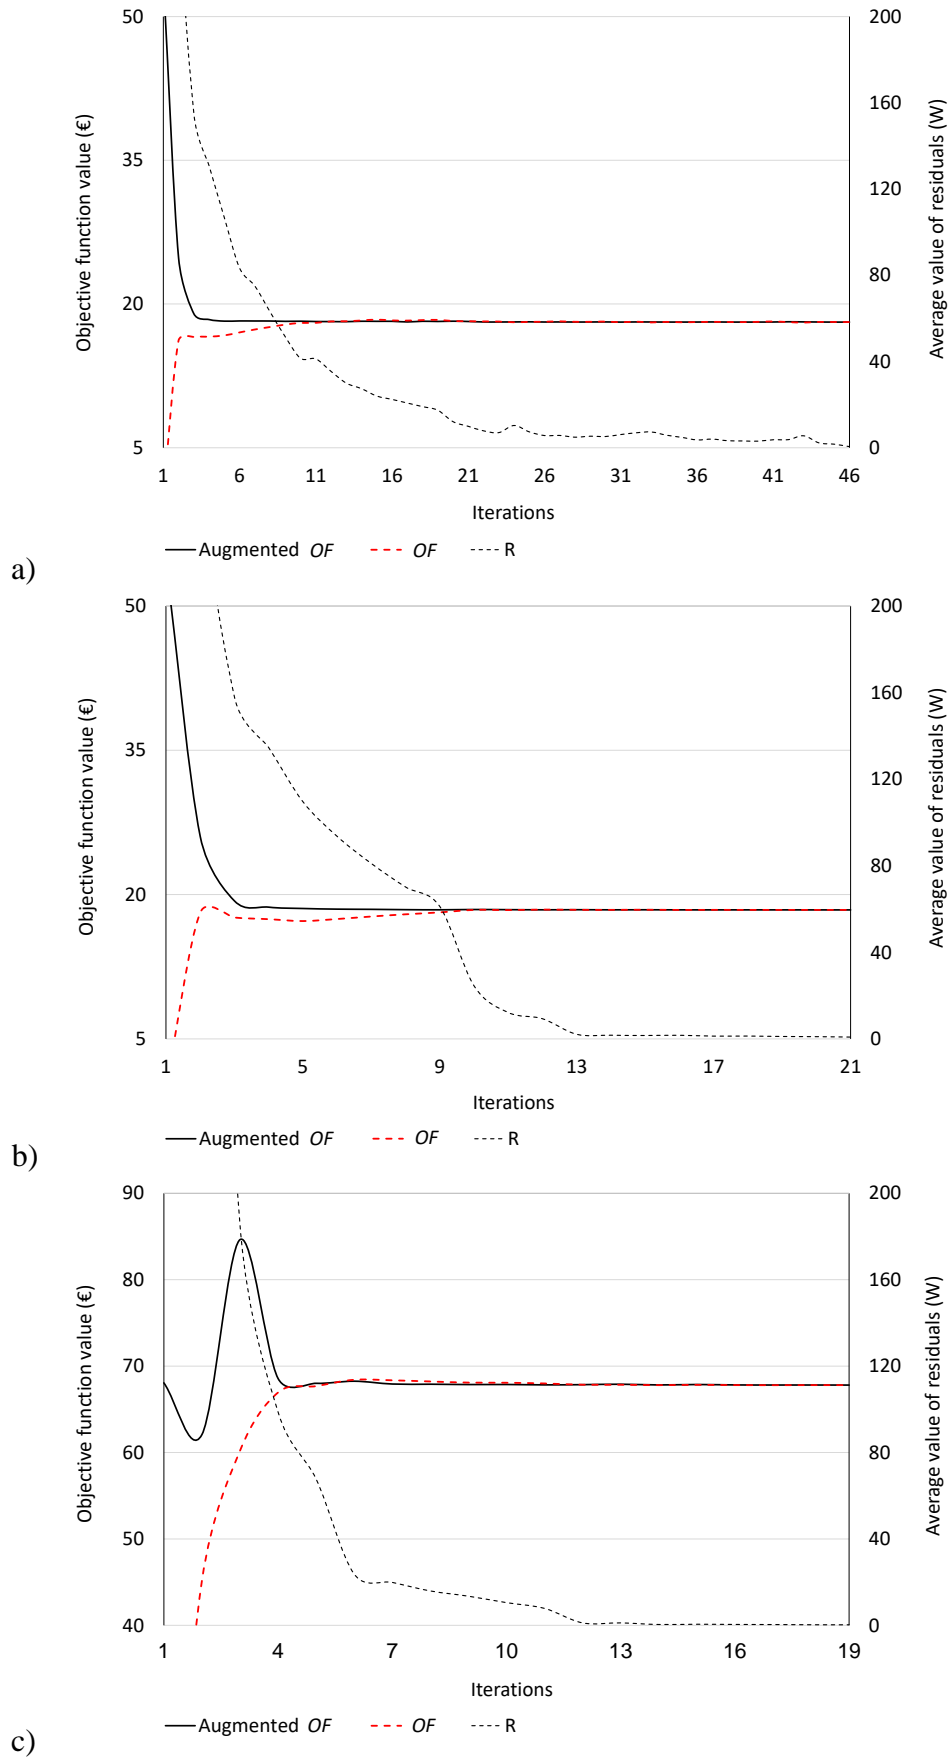 50 200
160
35 120
80
20 40
5 0
1 6 11 16 21 26 31 36 41 46
Objective function value (€)
Average value of residuals (W)
Iterations
Augmented OF OF R
a)
50 200
160
35 120
80
20 40
5 0
1 5 9 13 17 21
Objective function value (€)
Average value of residuals (W)
Iterations
Augmented OF OF R
b)
90 200
80 160
70 120
60 80
50 40
40 0
1 4 7 10 13 16 19
Objective function value (€)
Average value of residuals (W)
Iterations
Augmented OF OF R
c)